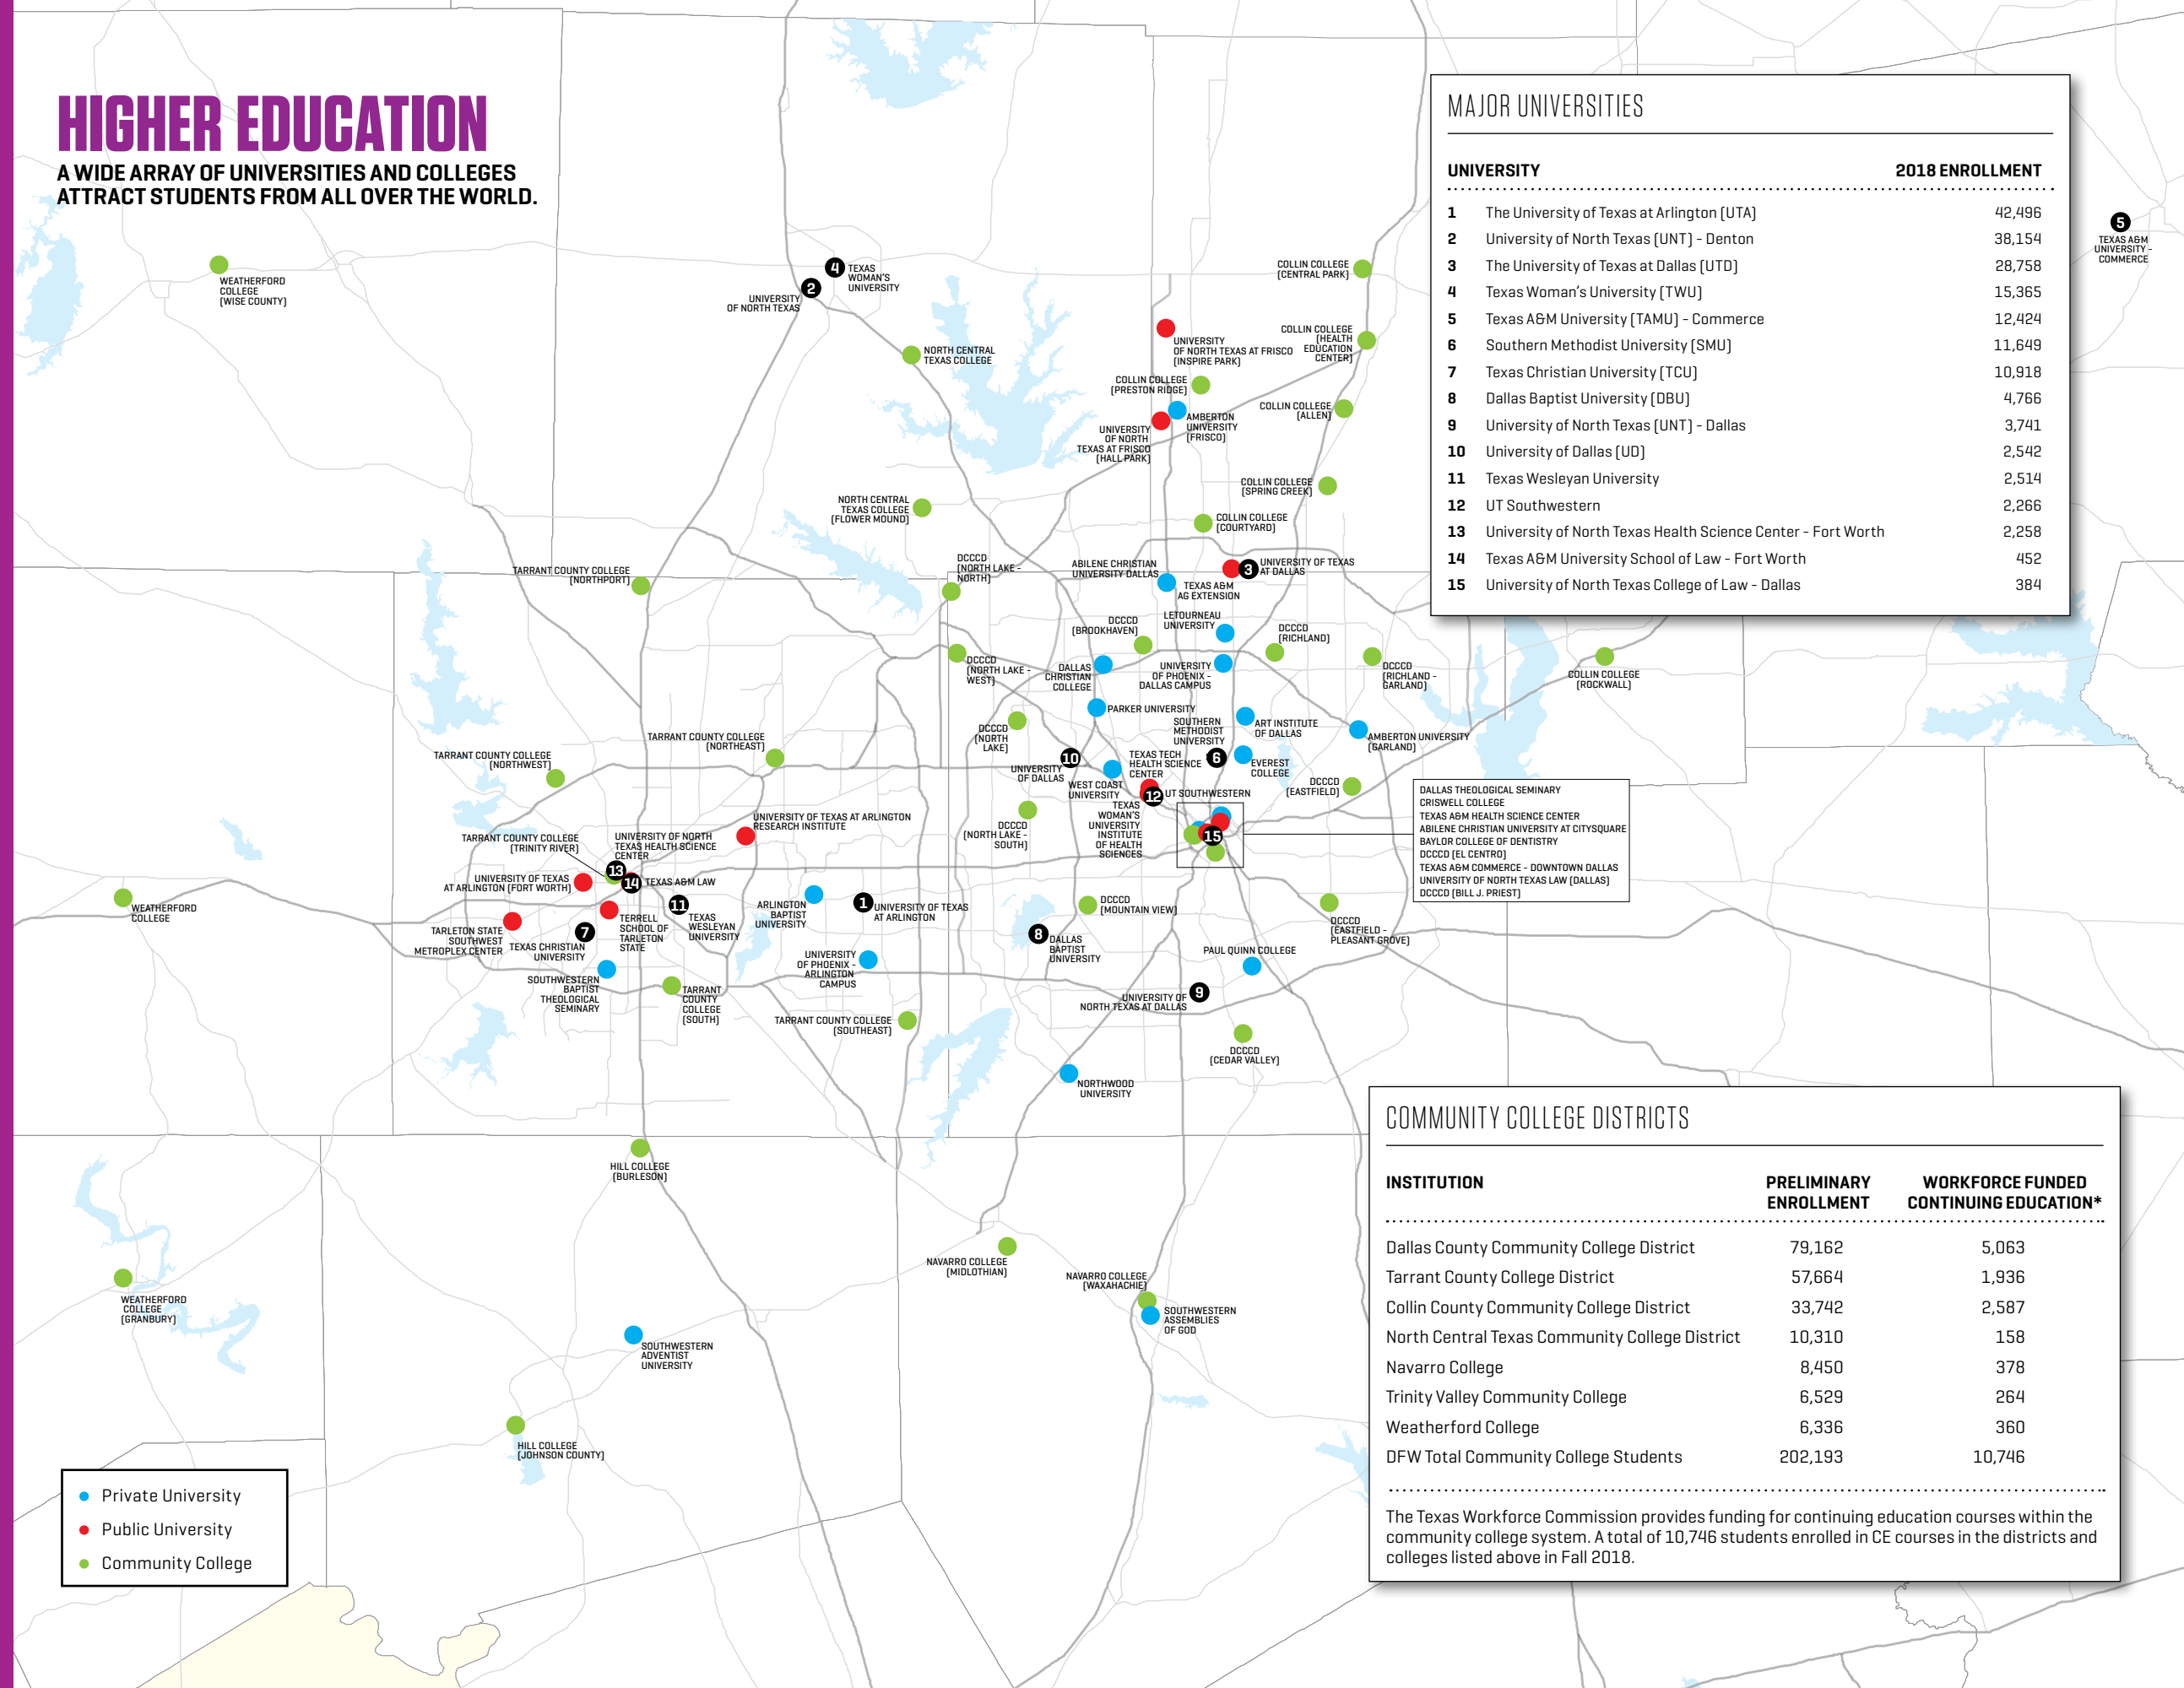 HIGHER EDUCATION
A WIDE ARRAY OF UNIVERSITIES AND COLLEGES
ATTRACT STUDENTS FROM ALL OVER THE WORLD.
MAJOR UNIVERSITIES
UNIVERSITY 2018 ENROLLMENT
1 The University of Texas at Arlington (UTA) 42,496
2 University of North Texas (UNT) - Denton 38,154
3 The University of Texas at Dallas (UTD) 28,758
4 Texas Woman's University (TWU) 15,365
5 Texas A&M University (TAMU) - Commerce 12,424
6 Southern Methodist University (SMU) 11,649
7 Texas Christian University (TCU) 10,918
8 Dallas Baptist University (DBU) 4,766
9 University of North Texas (UNT) - Dallas 3,741
10 University of Dallas (UD) 2,542
11 Texas Wesleyan University 2,514
12 UT Southwestern 2,266
13 University of North Texas Health Science Center - Fort Worth 2,258
14 Texas A&M University School of Law - Fort Worth 452
15 University of North Texas College of Law - Dallas 384
5
TEXAS A&M
UNIVERSITY -
COMMERCE
WEATHERFORD
COLLEGE
(WISE COUNTY)
4
TEXAS
WOMAN'S
UNIVERSITY
2
UNIVERSITY
OF NORTH TEXAS
COLLIN COLLEGE
(CENTRAL PARK)
UNIVERSITY
OF NORTH TEXAS AT FRISCO
(INSPIRE PARK)
COLLIN COLLEGE
(HEALTH
EDUCATION
CENTER)
NORTH CENTRAL
TEXAS COLLEGE
COLLIN COLLEGE
(PRESTON RIDGE)
AMBERTON
UNIVERSITY
(FRISCO)
COLLIN COLLEGE
(ALLEN)
UNIVERSITY
OF NORTH
TEXAS AT FRISCO
(HALL PARK)
COLLIN COLLEGE
(SPRING CREEK)
NORTH CENTRAL
TEXAS COLLEGE
(FLOWER MOUND)
COLLIN COLLEGE
(COURTYARD)
TARRANT COUNTY COLLEGE
(NORTHPORT)
DCCCD
(NORTH LAKE -
NORTH)
ABILENE CHRISTIAN
UNIVERSITY DALLAS
3
UNIVERSITY OF TEXAS
AT DALLAS
TEXAS A&M
AG EXTENSION
LETOURNEAU
UNIVERSITY
DCCCD
(BROOKHAVEN)
DCCCD
(RICHLAND)
DCCCD
(NORTH LAKE -
WEST)
DALLAS
CHRISTIAN
COLLEGE
UNIVERSITY
OF PHOENIX -
DALLAS CAMPUS
DCCCD
(RICHLAND -
GARLAND)
COLLIN COLLEGE
(ROCKWALL)
PARKER UNIVERSITY
DCCCD
(NORTH
LAKE)
SOUTHERN
METHODIST
UNIVERSITY
6
ART INSTITUTE
OF DALLAS
AMBERTON UNIVERSITY
(GARLAND)
TARRANT COUNTY COLLEGE
(NORTHEAST)
TARRANT COUNTY COLLEGE
(NORTHWEST)
10
UNIVERSITY
OF DALLAS
TEXAS TECH
HEALTH SCIENCE
CENTER
EVEREST
COLLEGE
WEST COAST
UNIVERSITY
12
UT SOUTHWESTERN
DCCCD
(EASTFIELD)
TEXAS
WOMAN'S
UNIVERSITY
INSTITUTE
OF HEALTH
SCIENCES
DCCCD
(NORTH LAKE -
SOUTH)
15
DALLAS THEOLOGICAL SEMINARY
CRISWELL COLLEGE
TEXAS A&M HEALTH SCIENCE CENTER
ABILENE CHRISTIAN UNIVERSITY AT CITYSQUARE
BAYLOR COLLEGE OF DENTISTRY
DCCCD (EL CENTRO)
TEXAS A&M COMMERCE - DOWNTOWN DALLAS
UNIVERSITY OF NORTH TEXAS LAW (DALLAS)
DCCCD (BILL J. PRIEST)
UNIVERSITY OF TEXAS AT ARLINGTON
RESEARCH INSTITUTE
TARRANT COUNTY COLLEGE
(TRINITY RIVER)
UNIVERSITY OF NORTH
TEXAS HEALTH SCIENCE
CENTER
13
14
TEXAS A&M LAW
UNIVERSITY OF TEXAS
AT ARLINGTON (FORT WORTH)
WEATHERFORD
COLLEGE
11
TEXAS
WESLEYAN
UNIVERSITY
ARLINGTON
BAPTIST
UNIVERSITY
1
UNIVERSITY OF TEXAS
AT ARLINGTON
DCCCD
(MOUNTAIN VIEW)
DCCCD
(EASTFIELD -
PLEASANT GROVE)
TARLETON STATE
SOUTHWEST
METROPLEX CENTER
7
TEXAS CHRISTIAN
UNIVERSITY
TERRELL
SCHOOL OF
TARLETON
STATE
8
DALLAS
BAPTIST
UNIVERSITY
PAUL QUINN COLLEGE
SOUTHWESTERN
BAPTIST
THEOLOGICAL
SEMINARY
UNIVERSITY
OF PHOENIX -
ARLINGTON
CAMPUS
TARRANT
COUNTY
COLLEGE
(SOUTH)
9
UNIVERSITY OF
NORTH TEXAS AT DALLAS
TARRANT COUNTY COLLEGE
(SOUTHEAST)
DCCCD
(CEDAR VALLEY)
NORTHWOOD
UNIVERSITY
HILL COLLEGE
(BURLESON)
NAVARRO COLLEGE
(MIDLOTHIAN)
NAVARRO COLLEGE
(WAXAHACHIE)
SOUTHWESTERN
ASSEMBLIES
OF GOD
WEATHERFORD
COLLEGE
(GRANBURY)
SOUTHWESTERN
ADVENTIST
UNIVERSITY
HILL COLLEGE
(JOHNSON COUNTY)
COMMUNITY COLLEGE DISTRICTS
INSTITUTION PRELIMINARY ENROLLMENT WORKFORCE FUNDED CONTINUING EDUCATION*
Dallas County Community College District 79,162 5,063
Tarrant County College District 57,664 1,936
Collin County Community College District 33,742 2,587
North Central Texas Community College District 10,310 158
Navarro College 8,450 378
Trinity Valley Community College 6,529 264
Weatherford College 6,336 360
DFW Total Community College Students 202,193 10,746
The Texas Workforce Commission provides funding for continuing education courses within the
community college system. A total of 10,746 students enrolled in CE courses in the districts and
colleges listed above in Fall 2018.
Private University
Public University
Community College